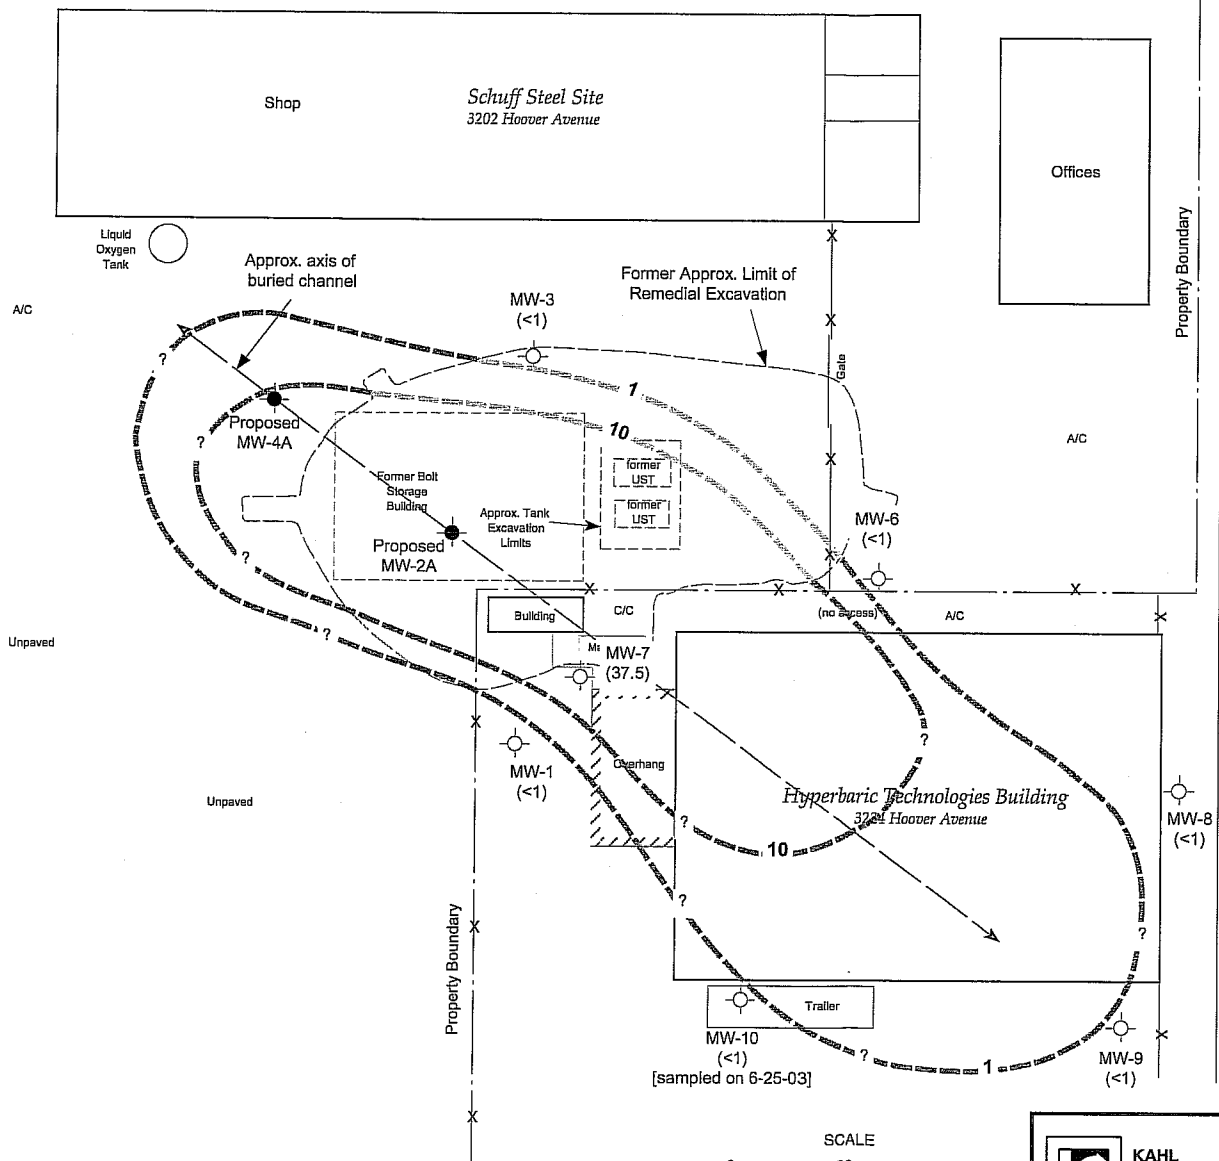 Shop
Schuff Steel Site
3202 Hoover Avenue
Offices
Property Boundary
Liquid
Oxygen
Tank
Approx. axis of
buried channel
Former Approx. Limit of
Remedial Excavation
MW-3
(<1)
A/C
Gate
?
1
10
Proposed
MW-4A
?
former
UST
former
UST
A/C
Former Bolt
Storage
Building
Approx. Tank
Excavation
Limits
Proposed
MW-2A
MW-6
(<1)
?
Building
C/C
(no access)
A/C
Unpaved
?
MW-7
(37.5)
MW-1
(<1)
Overhang
?
Unpaved
Hyperbaric Technologies Building
3224 Hoover Avenue
MW-8
(<1)
?
10
?
?
Property Boundary
Trailer
MW-10
(<1)
[sampled on 6-25-03]
?
1
MW-9
(<1)
SCALE
KAHL